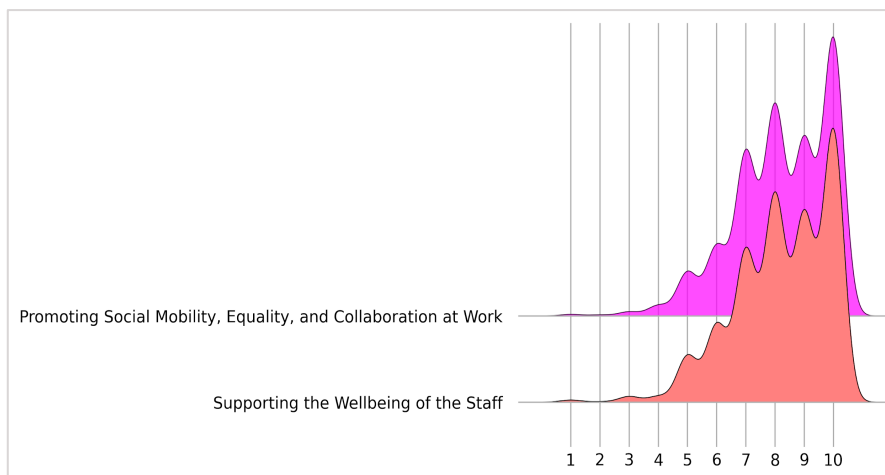 Promoting Social Mobility, Equality, and Collaboration at Work
Supporting the Wellbeing of the Staff
1 2 3 4 5 6 7 8 9 10